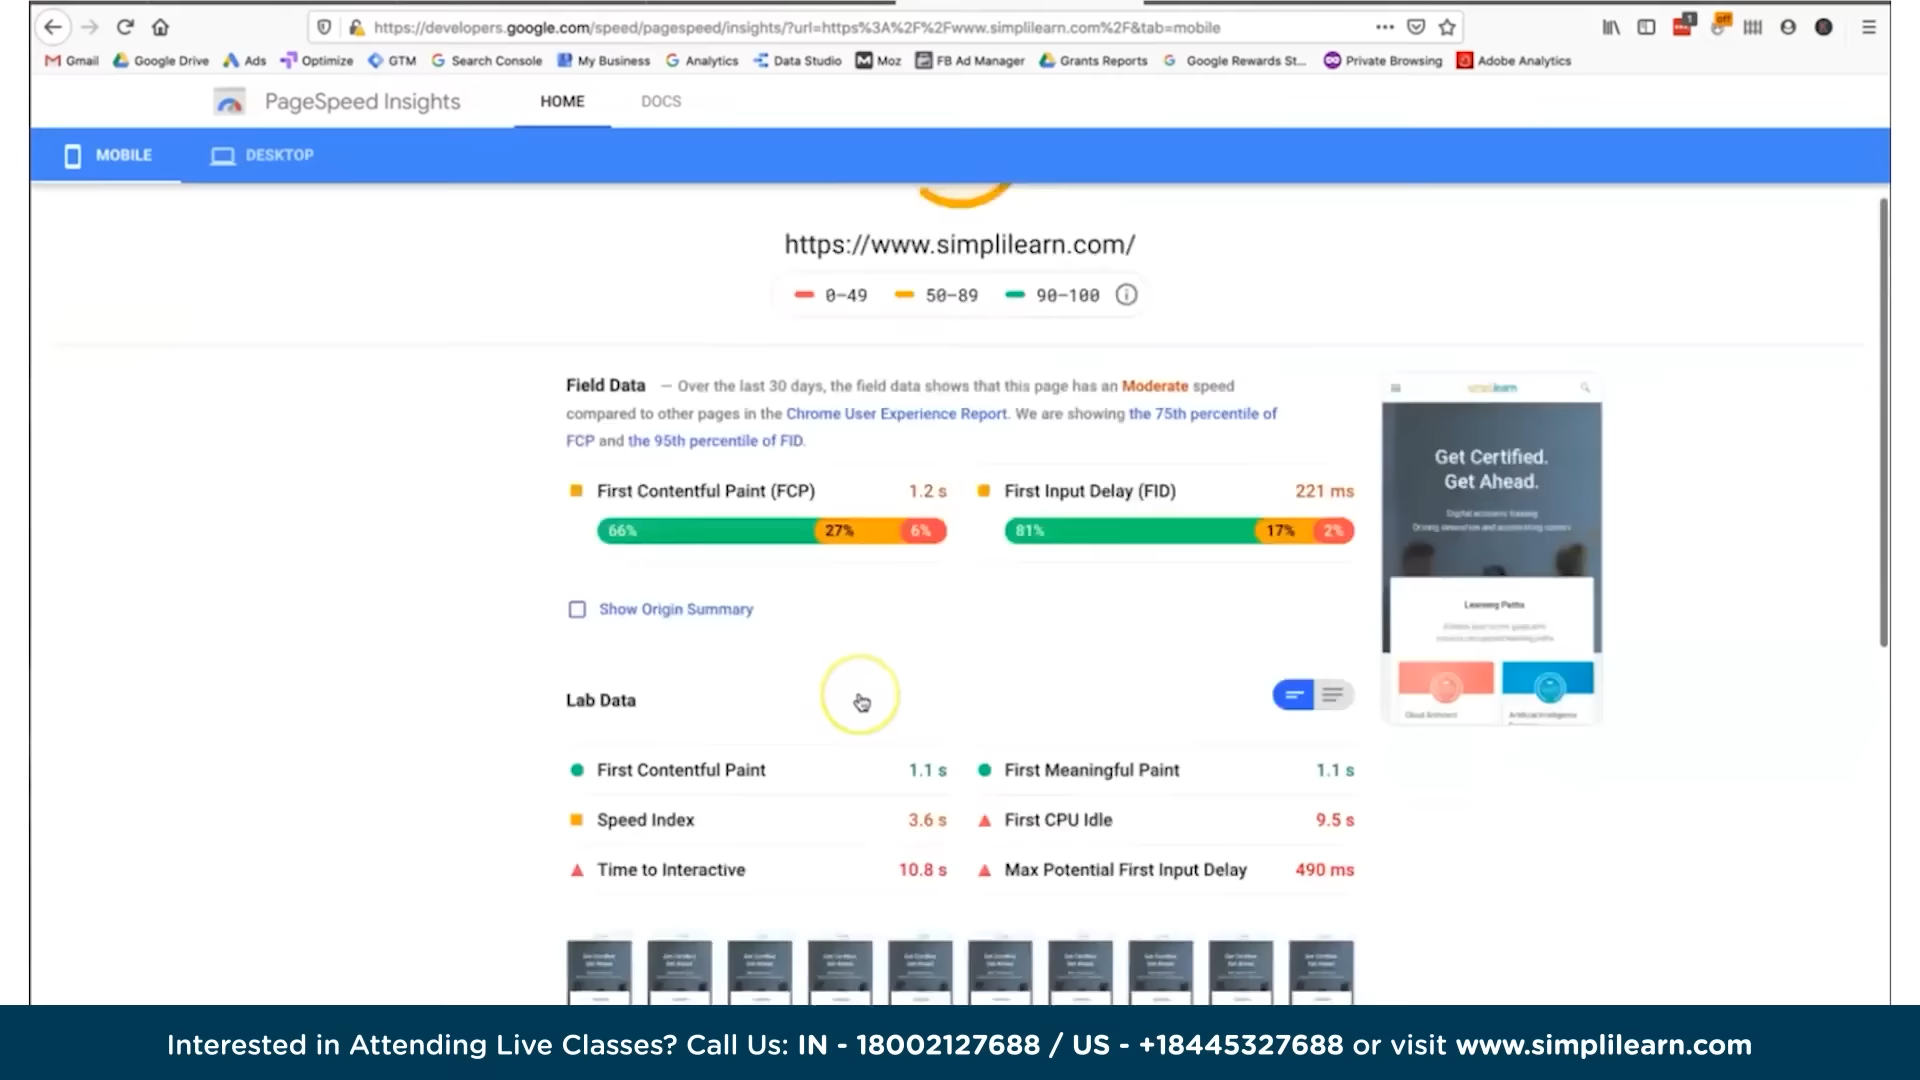 https://developers.google.com/speed/pagespeed/insights/?url=https%3A%2F%2Fwww.simplilearn.com%2F&tab=mobile
1
off
Gmail Google Drive Ads Optimize GTM Search Console My Business Analytics Data Studio Moz FB Ad Manager Grants Reports Google Rewards St... Private Browsing Adobe Analytics
PageSpeed Insights HOME DOCS
MOBILE DESKTOP
https://www.simplilearn.com/
0–49 50–89 90–100
Field Data — Over the last 30 days, the field data shows that this page has an Moderate speed
compared to other pages in the Chrome User Experience Report. We are showing the 75th percentile of
FCP and the 95th percentile of FID.
First Contentful Paint (FCP) 1.2 s First Input Delay (FID) 221 ms
66% 27% 6% 81% 17% 2%
simplilearn
Get Certified.
Get Ahead.
Learning Paths
Cloud Architect Artificial Intelligence
Show Origin Summary
Lab Data
First Contentful Paint 1.1 s First Meaningful Paint 1.1 s
Speed Index 3.6 s First CPU Idle 9.5 s
Time to Interactive 10.8 s Max Potential First Input Delay 490 ms
Interested in Attending Live Classes? Call Us: IN - 18002127688 / US - +18445327688 or visit www.simplilearn.com